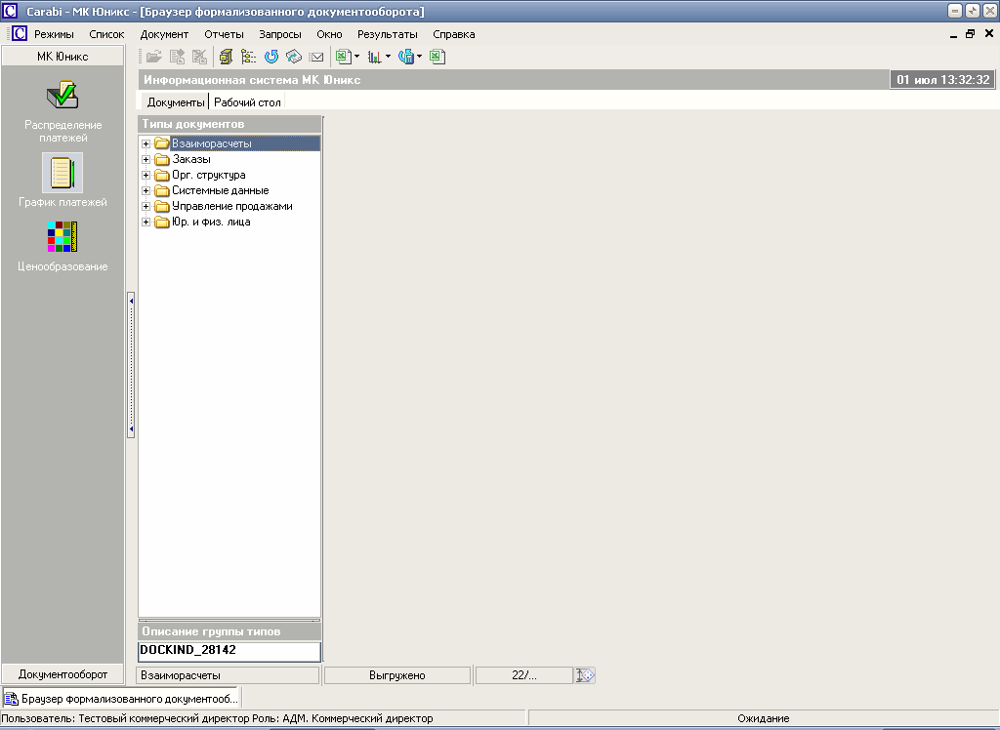 Carabi - МК Юникс - [Браузер формализованного документооборота]
Режимы Список Документ Отчеты Запросы Окно Результаты Справка
МК Юникс
Информационная система МК Юникс 01 июл 13:32:32
Документы Рабочий стол
Типы документов
Взаиморасчеты
Заказы
Орг. структура
Системные данные
Управление продажами
Юр. и физ. лица
Распределение
платежей
График платежей
Ценообразование
Описание группы типов
DOCKIND_28142
Документооборот
Взаиморасчеты Выгружено 22/...
Браузер формализованного документооб...
Пользователь: Тестовый коммерческий директор Роль: АДМ. Коммерческий директор Ожидание